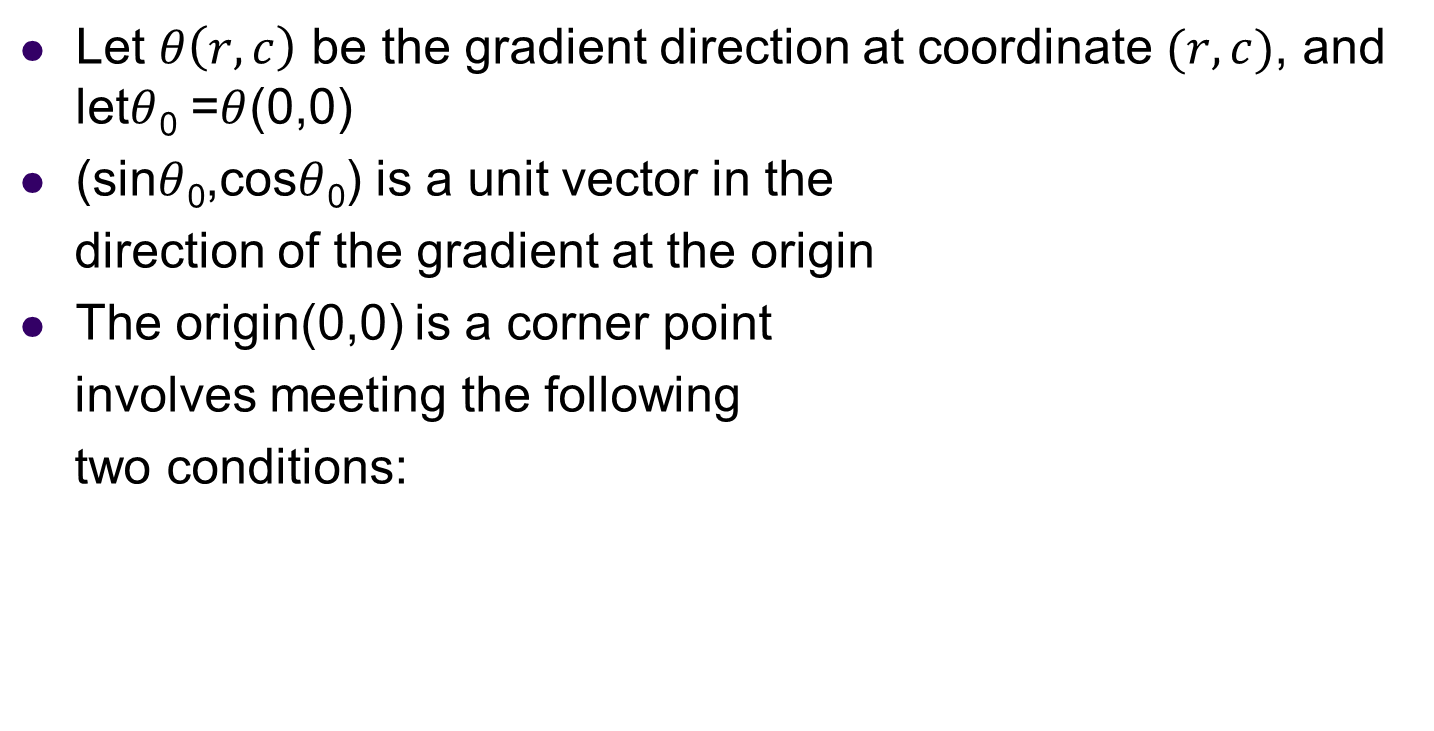 • Let 𝜃(𝑟, 𝑐) be the gradient direction at coordinate (𝑟, 𝑐), and
let𝜃₀ =𝜃(0,0)
• (sin𝜃₀,cos𝜃₀) is a unit vector in the
direction of the gradient at the origin
• The origin(0,0) is a corner point
involves meeting the following
two conditions: